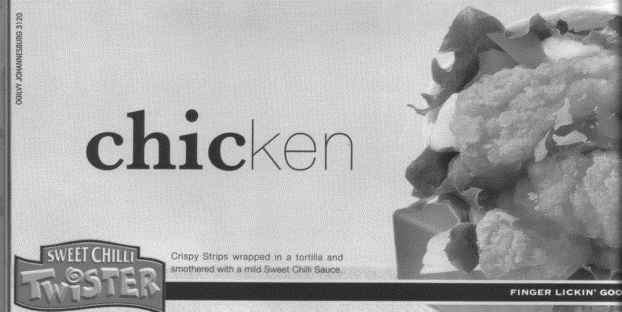 OGILVY JOHANNESBURG 3120
chicken
SWEET CHILLI
TWISTER
Crispy Strips wrapped in a tortilla and
smothered with a mild Sweet Chilli Sauce.
FINGER LICKIN' GOO